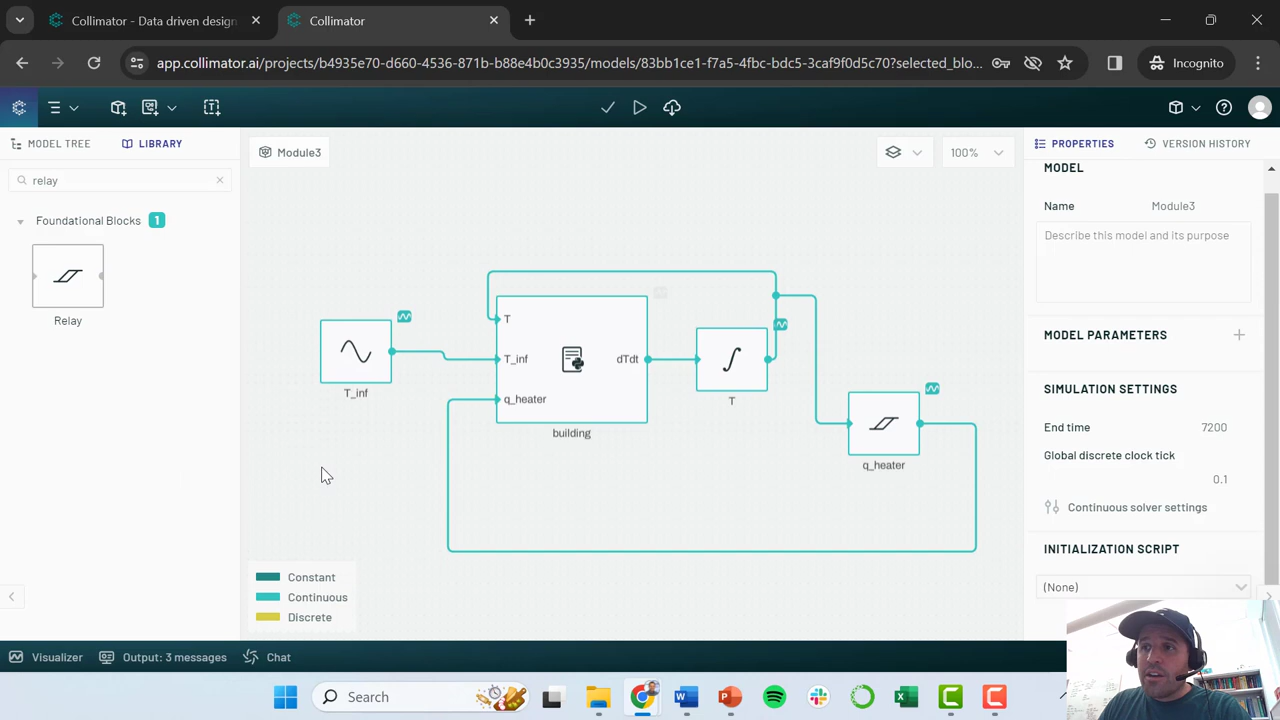 Collimator - Data driven design
Collimator
app.collimator.ai/projects/b4935e70-d660-4536-871b-b88e4b0c3935/models/83bb1ce1-f7a5-4fbc-bdc5-3caf9f0d5c70?selected_blo...
Incognito
MODEL TREE
LIBRARY
Module3
100%
PROPERTIES
VERSION HISTORY
relay
Foundational Blocks 1
Relay
MODEL
Name Module3
Describe this model and its purpose
MODEL PARAMETERS
SIMULATION SETTINGS
End time 7200
Global discrete clock tick
0.1
Continuous solver settings
INITIALIZATION SCRIPT
(None)
T
T_inf dTdt
q_heater
T_inf
building
T
q_heater
Constant
Continuous
Discrete
Visualizer
Output: 3 messages
Chat
Search